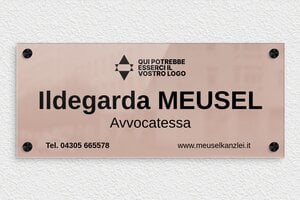 QUI POTREBBE
ESSERCI IL
VOSTRO LOGO
Ildegarda MEUSEL
Avvocatessa
Tel. 04305 665578 www.meuselkanzlei.it